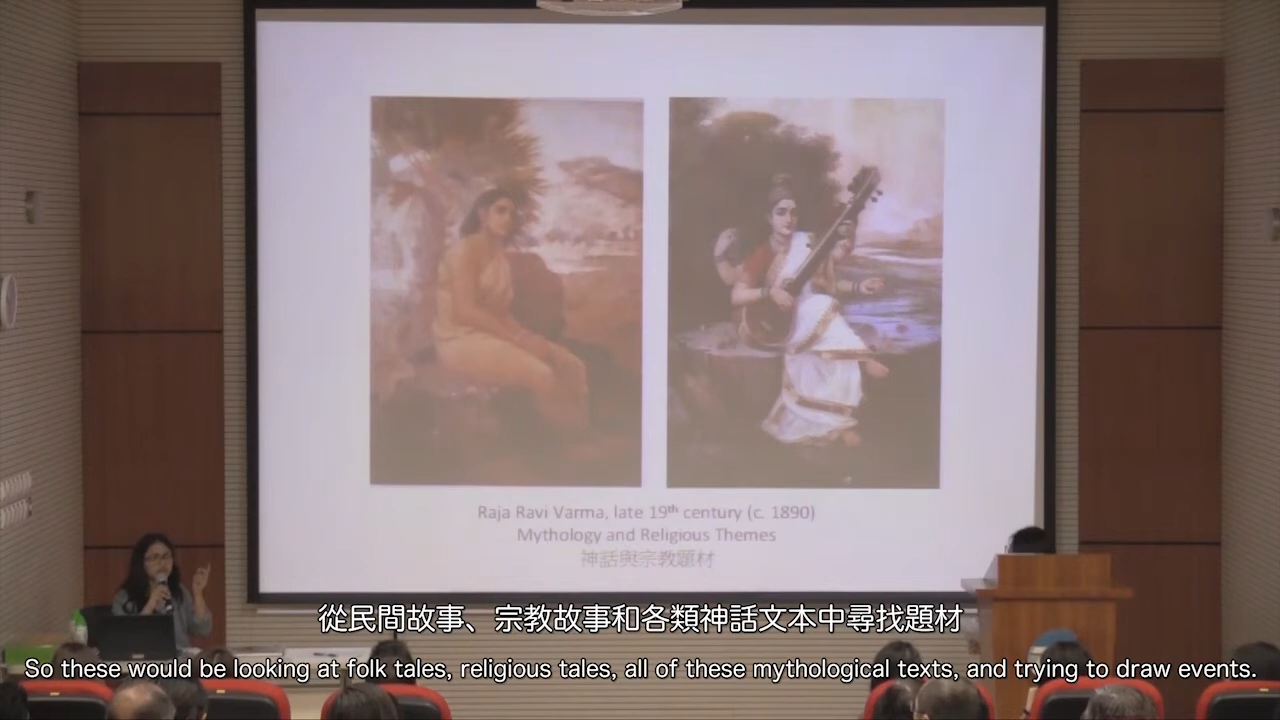 Raja Ravi Varma, late 19th century (c. 1890)
Mythology and Religious Themes
神話與宗教題材
從民間故事、宗教故事和各類神話文本中尋找題材
So these would be looking at folk tales, religious tales, all of these mythological texts, and trying to draw events.